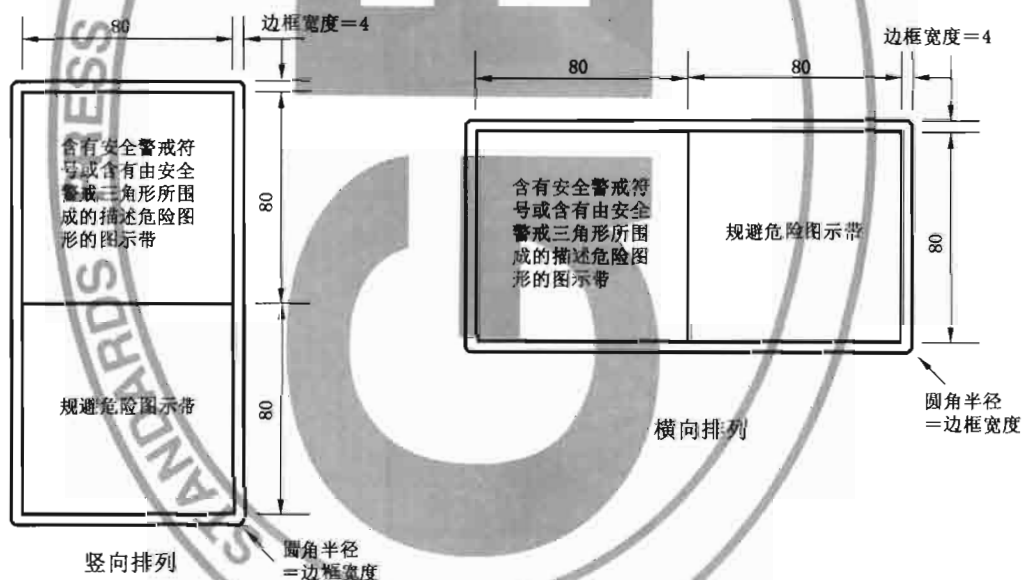 80
边框宽度=4
含有安全警戒符
号或含有由安全
警戒三角形所围
成的描述危险图
形的图示带
80
规避危险图示带
80
竖向排列
圆角半径
=边框宽度
边框宽度=4
80
80
含有安全警戒符
号或含有由安全
警戒三角形所围
成的描述危险图
形的图示带
规避危险图示带
80
横向排列
圆角半径
=边框宽度
STANDARDS PRESS